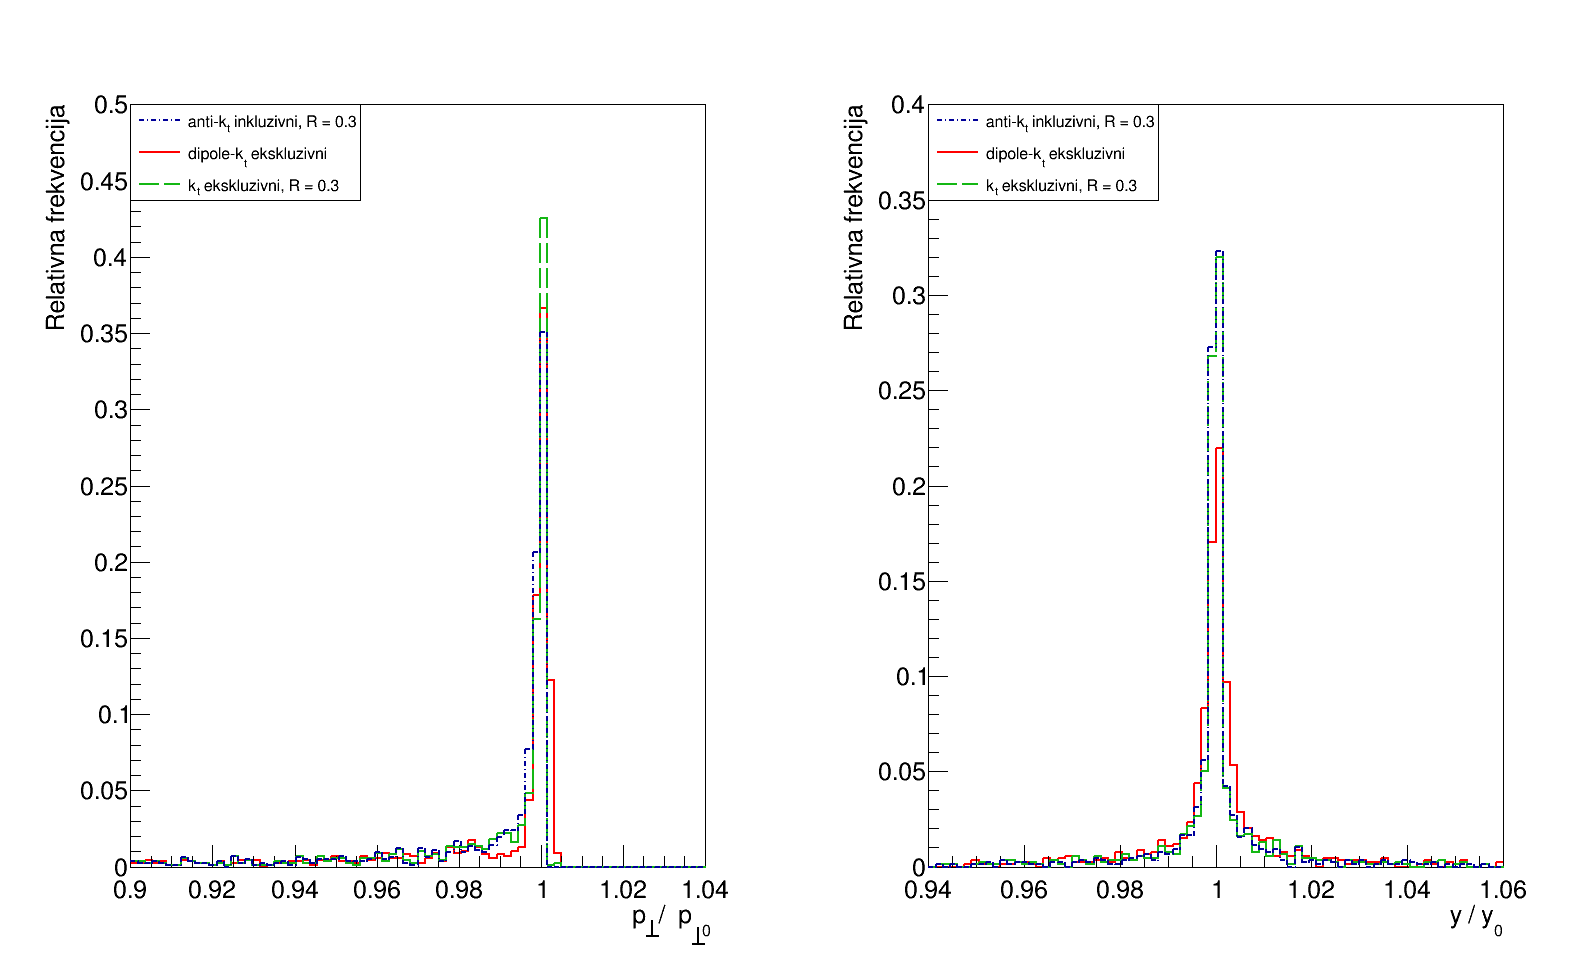 Relativna frekvencija
0.5
0.45
0.4
0.35
0.3
0.25
0.2
0.15
0.1
0.05
0
anti-kt inkluzivni, R = 0.3
dipole-kt ekskluzivni
kt ekskluzivni, R = 0.3
0.9 0.92 0.94 0.96 0.98 1 1.02 1.04
p⊥ / p⊥0
Relativna frekvencija
0.4
0.35
0.3
0.25
0.2
0.15
0.1
0.05
0
anti-kt inkluzivni, R = 0.3
dipole-kt ekskluzivni
kt ekskluzivni, R = 0.3
0.94 0.96 0.98 1 1.02 1.04 1.06
y / y0